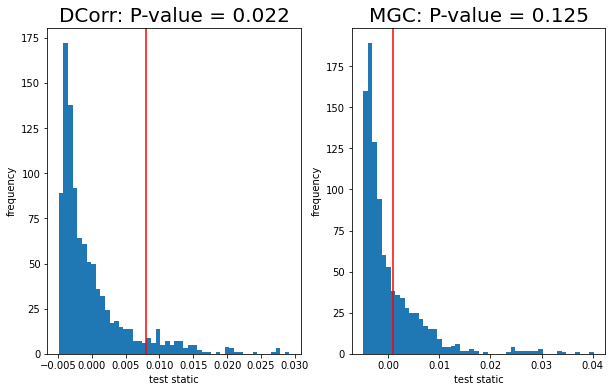 DCorr: P-value = 0.022
175
150
125
100
75
50
25
0
frequency
−0.005 0.000 0.005 0.010 0.015 0.020 0.025 0.030
test static
MGC: P-value = 0.125
175
150
125
100
75
50
25
0
frequency
0.00 0.01 0.02 0.03 0.04
test static